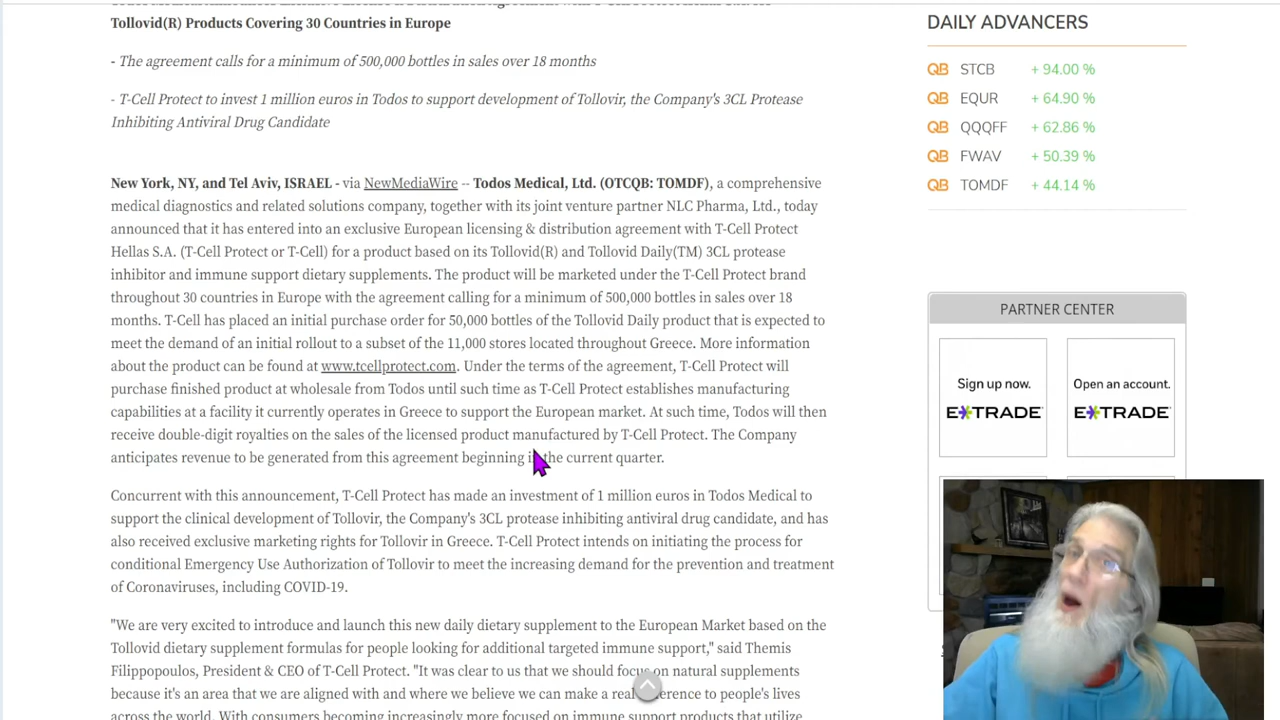 Tollovid(R) Products Covering 30 Countries in Europe
- The agreement calls for a minimum of 500,000 bottles in sales over 18 months
- T-Cell Protect to invest 1 million euros in Todos to support development of Tollovir, the Company's 3CL Protease
Inhibiting Antiviral Drug Candidate
New York, NY, and Tel Aviv, ISRAEL - via NewMediaWire -- Todos Medical, Ltd. (OTCQB: TOMDF), a comprehensive
medical diagnostics and related solutions company, together with its joint venture partner NLC Pharma, Ltd., today
announced that it has entered into an exclusive European licensing & distribution agreement with T-Cell Protect
Hellas S.A. (T-Cell Protect or T-Cell) for a product based on its Tollovid(R) and Tollovid Daily(TM) 3CL protease
inhibitor and immune support dietary supplements. The product will be marketed under the T-Cell Protect brand
throughout 30 countries in Europe with the agreement calling for a minimum of 500,000 bottles in sales over 18
months. T-Cell has placed an initial purchase order for 50,000 bottles of the Tollovid Daily product that is expected to
meet the demand of an initial rollout to a subset of the 11,000 stores located throughout Greece. More information
about the product can be found at www.tcellprotect.com. Under the terms of the agreement, T-Cell Protect will
purchase finished product at wholesale from Todos until such time as T-Cell Protect establishes manufacturing
capabilities at a facility it currently operates in Greece to support the European market. At such time, Todos will then
receive double-digit royalties on the sales of the licensed product manufactured by T-Cell Protect. The Company
anticipates revenue to be generated from this agreement beginning in the current quarter.
Concurrent with this announcement, T-Cell Protect has made an investment of 1 million euros in Todos Medical to
support the clinical development of Tollovir, the Company's 3CL protease inhibiting antiviral drug candidate, and has
also received exclusive marketing rights for Tollovir in Greece. T-Cell Protect intends on initiating the process for
conditional Emergency Use Authorization of Tollovir to meet the increasing demand for the prevention and treatment
of Coronaviruses, including COVID-19.
"We are very excited to introduce and launch this new daily dietary supplement to the European Market based on the
Tollovid dietary supplement formulas for people looking for additional targeted immune support," said Themis
Filippopoulos, President & CEO of T-Cell Protect. "It was clear to us that we should focus on natural supplements
because it's an area that we are aligned with and where we believe we can make a real difference to people's lives
across the world. With consumers becoming increasingly more focused on immune support products that utilize
DAILY ADVANCERS
QB STCB + 94.00 %
QB EQUR + 64.90 %
QB QQQFF + 62.86 %
QB FWAV + 50.39 %
QB TOMDF + 44.14 %
PARTNER CENTER
Sign up now.
E*TRADE
Open an account.
E*TRADE